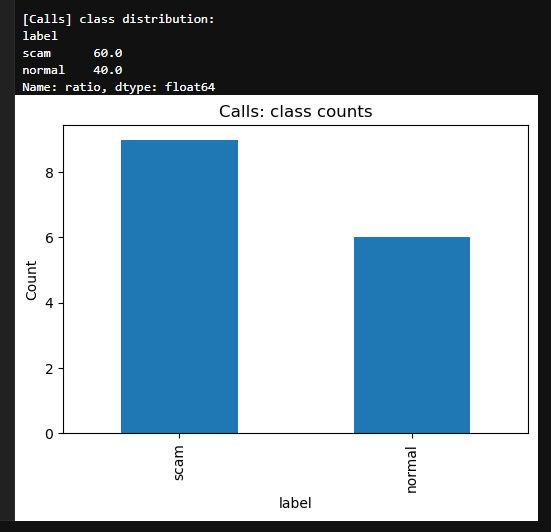 [Calls] class distribution:
label
scam 60.0
normal 40.0
Name: ratio, dtype: float64
Calls: class counts
8
6
4
2
0
Count
scam
normal
label